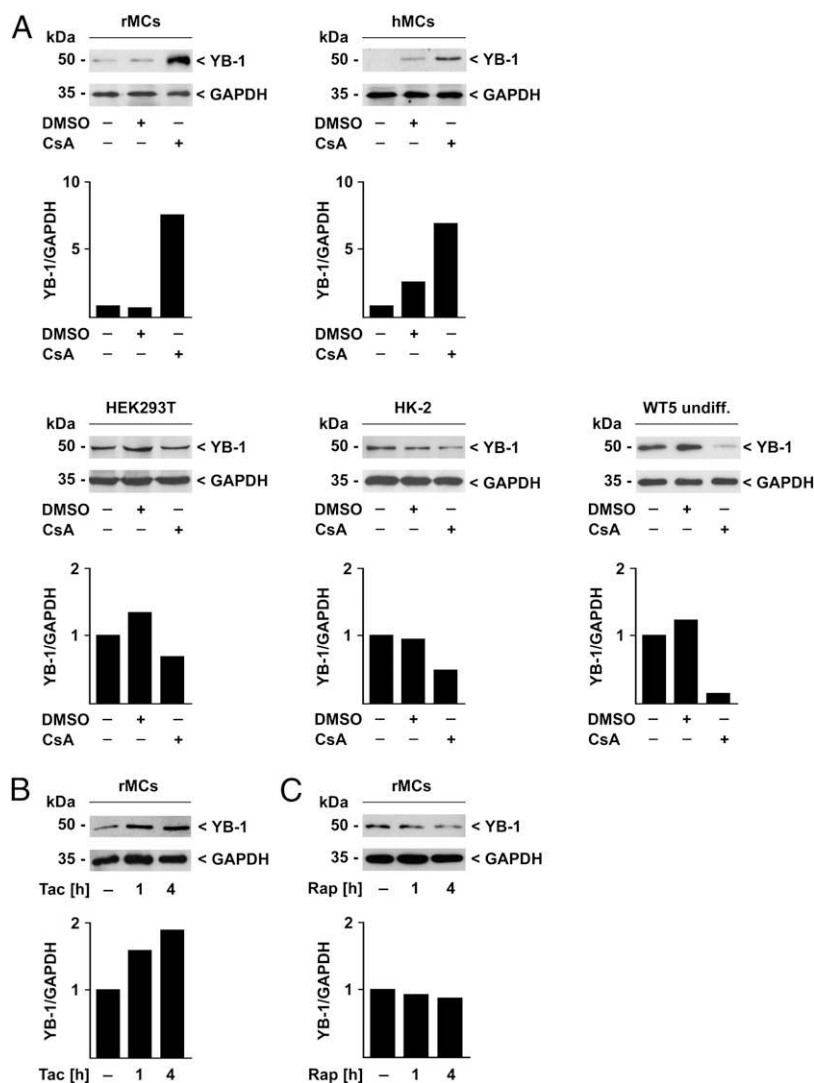 A
rMCs
kDa
50 - < YB-1
35 - < GAPDH
DMSO – + –
CsA – – +
YB-1/GAPDH
10
5
DMSO – + –
CsA – – +
hMCs
kDa
50 - < YB-1
35 - < GAPDH
DMSO – + –
CsA – – +
YB-1/GAPDH
10
5
DMSO – + –
CsA – – +
HEK293T
kDa
50 - < YB-1
35 - < GAPDH
DMSO – + –
CsA – – +
YB-1/GAPDH
2
1
DMSO – + –
CsA – – +
HK-2
kDa
50 - < YB-1
35 - < GAPDH
DMSO – + –
CsA – – +
YB-1/GAPDH
2
1
DMSO – + –
CsA – – +
WT5 undiff.
kDa
50 - < YB-1
35 - < GAPDH
DMSO – + –
CsA – – +
YB-1/GAPDH
2
1
DMSO – + –
CsA – – +
B
rMCs
kDa
50 - < YB-1
35 - < GAPDH
Tac [h] – 1 4
YB-1/GAPDH
2
1
Tac [h] – 1 4
C
rMCs
kDa
50 - < YB-1
35 - < GAPDH
Rap [h] – 1 4
YB-1/GAPDH
2
1
Rap [h] – 1 4